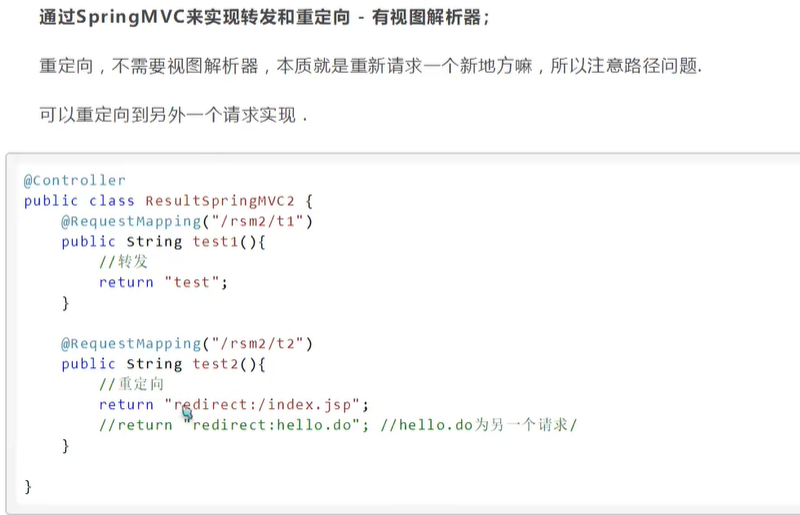 通过SpringMVC来实现转发和重定向 - 有视图解析器；
重定向，不需要视图解析器，本质就是重新请求一个新地方嘛，所以注意路径问题.
可以重定向到另外一个请求实现 .
@Controller
public class ResultSpringMVC2 {
    @RequestMapping("/rsm2/t1")
    public String test1(){
        //转发
        return "test";
    }
    @RequestMapping("/rsm2/t2")
    public String test2(){
        //重定向
        return "redirect:/index.jsp";
        //return "redirect:hello.do"; //hello.do为另一个请求/
    }
}